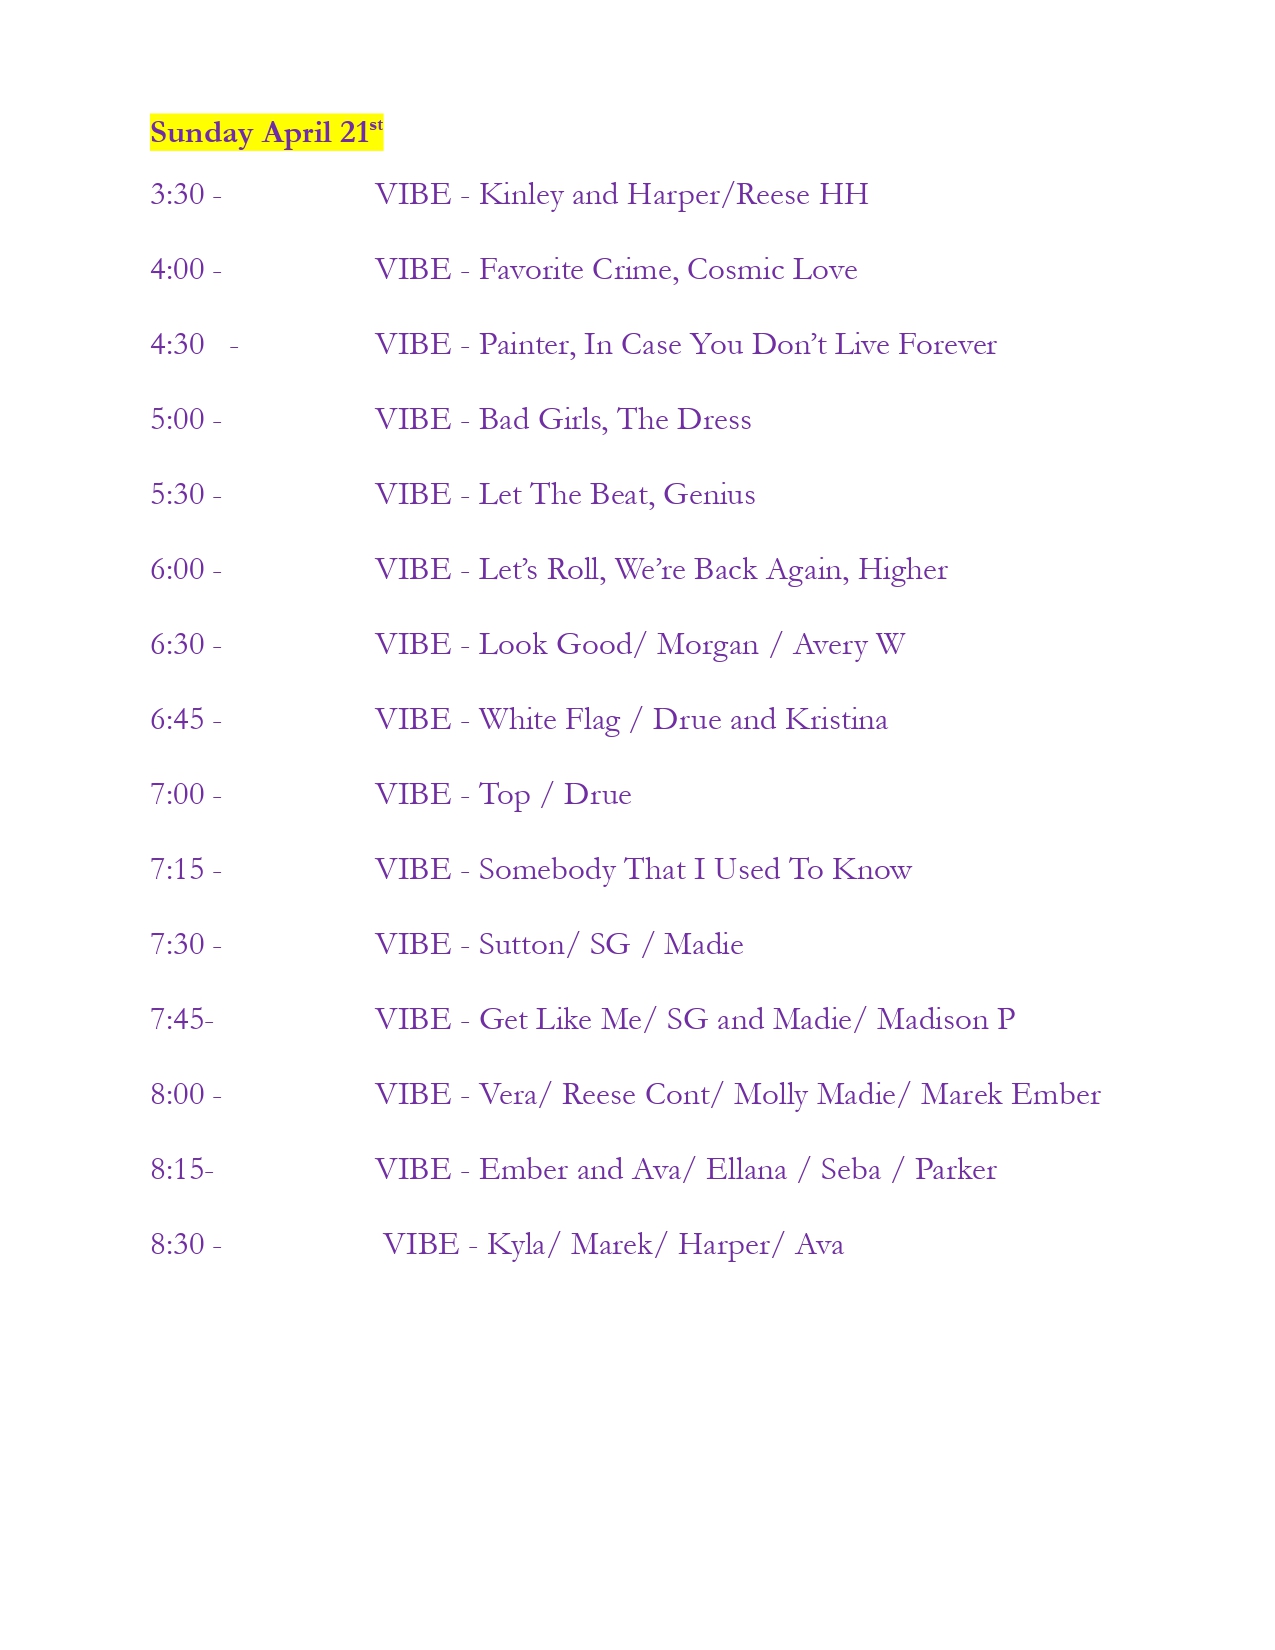 Sunday April 21st
3:30 - VIBE - Kinley and Harper/Reese HH
4:00 - VIBE - Favorite Crime, Cosmic Love
4:30 - VIBE - Painter, In Case You Don’t Live Forever
5:00 - VIBE - Bad Girls, The Dress
5:30 - VIBE - Let The Beat, Genius
6:00 - VIBE - Let’s Roll, We’re Back Again, Higher
6:30 - VIBE - Look Good/ Morgan / Avery W
6:45 - VIBE - White Flag / Drue and Kristina
7:00 - VIBE - Top / Drue
7:15 - VIBE - Somebody That I Used To Know
7:30 - VIBE - Sutton/ SG / Madie
7:45- VIBE - Get Like Me/ SG and Madie/ Madison P
8:00 - VIBE - Vera/ Reese Cont/ Molly Madie/ Marek Ember
8:15- VIBE - Ember and Ava/ Ellana / Seba / Parker
8:30 - VIBE - Kyla/ Marek/ Harper/ Ava